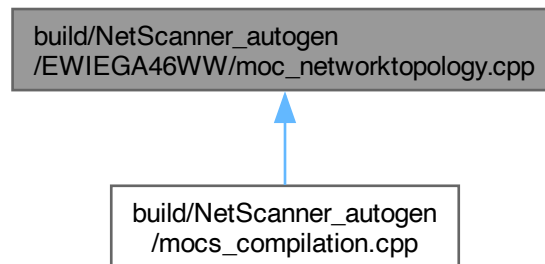 build/NetScanner_autogen
/EWIEGA46WW/moc_networktopology.cpp
build/NetScanner_autogen
/mocs_compilation.cpp